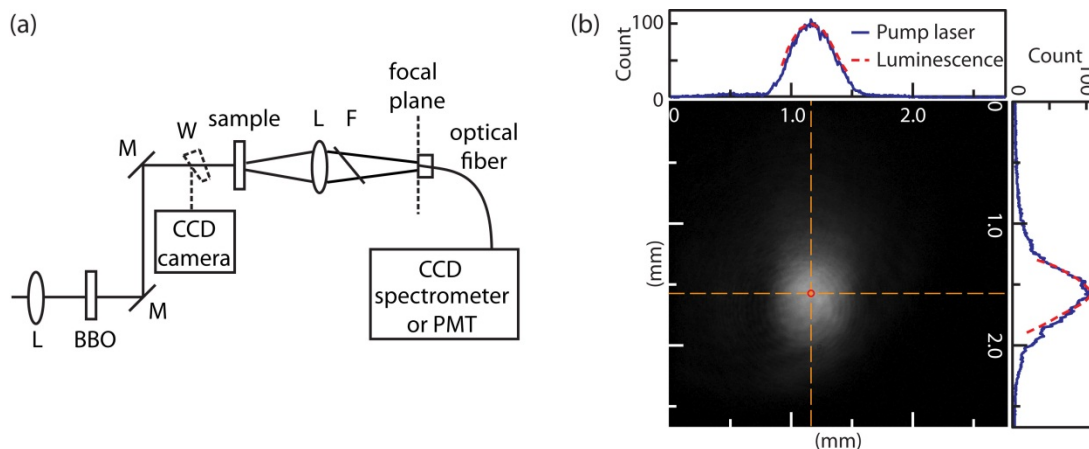 (a)
focal
plane
sample
L
F
W
M
optical
fiber
CCD
camera
CCD
spectrometer
or PMT
L
BBO
M
(b)
100
Count
0
Pump laser
Luminescence
Count
0
100
0
1.0
2.0
0
1.0
(mm)
2.0
(mm)